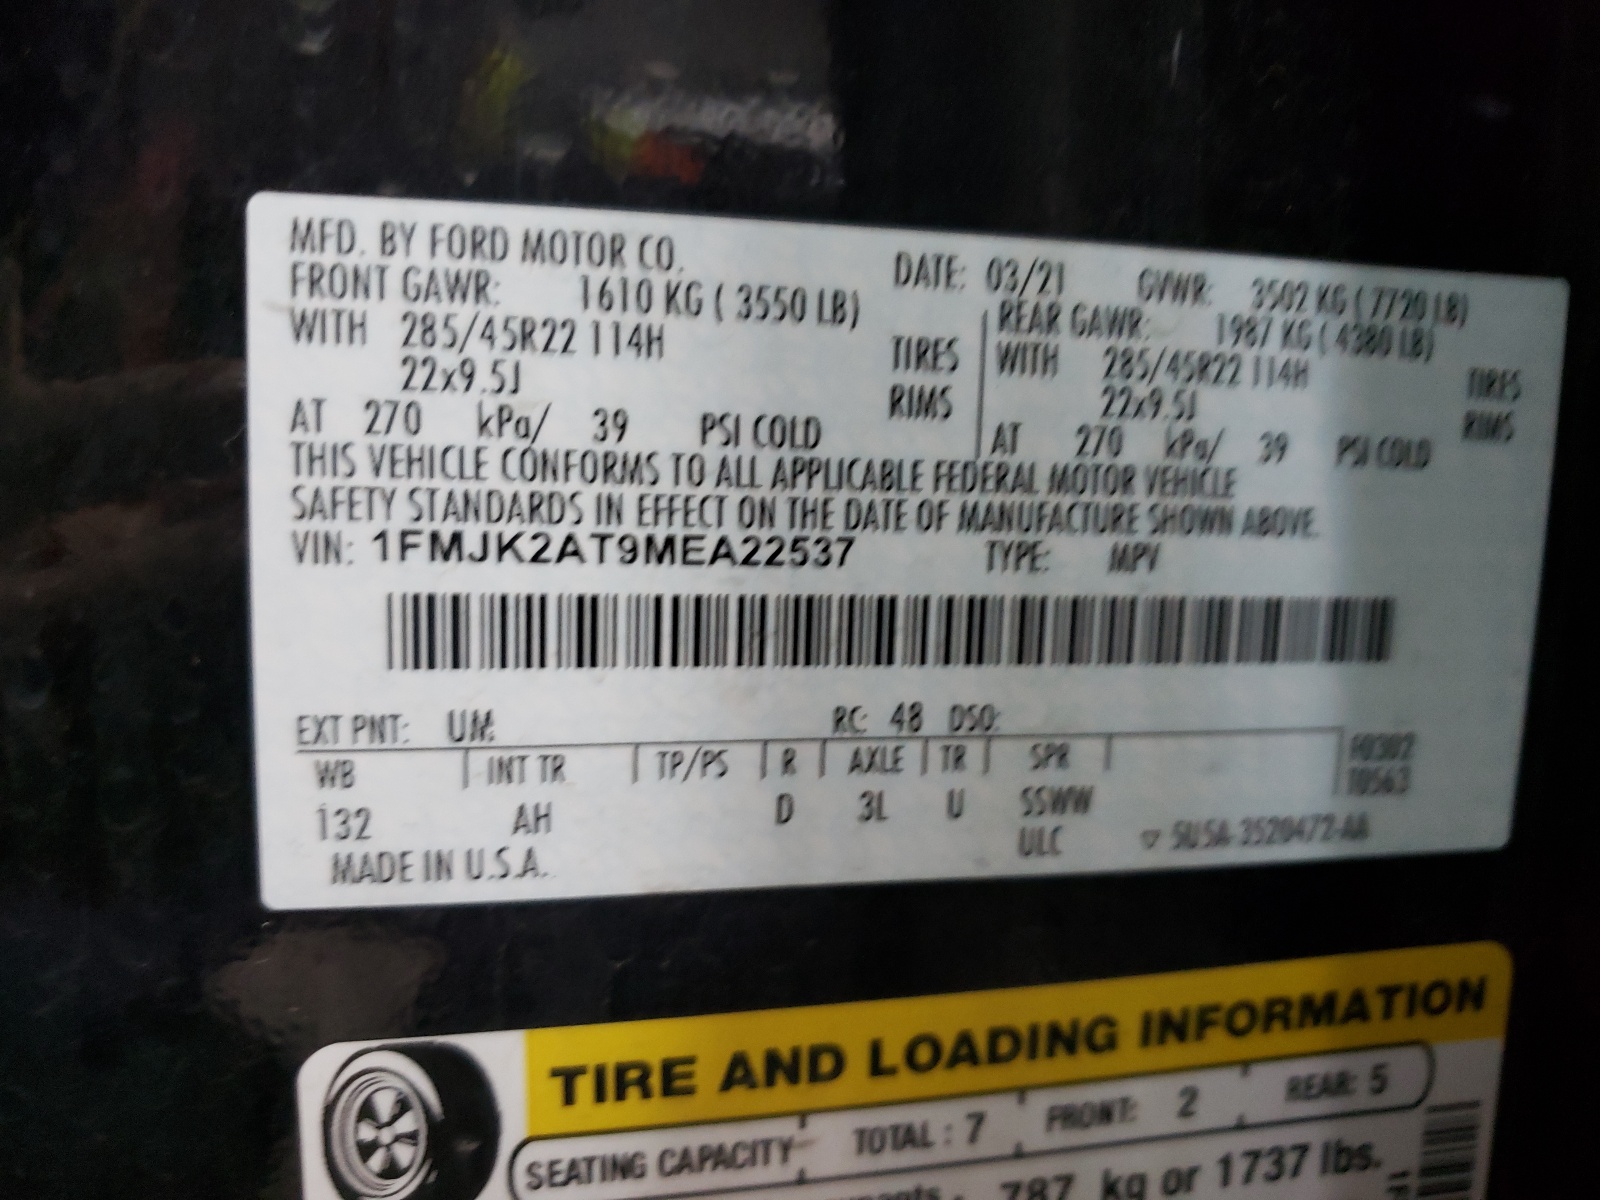 MFD. BY FORD MOTOR CO. DATE: 03/21 GVWR: 3502 KG ( 7720 LB)
FRONT GAWR: 1610 KG ( 3550 LB) REAR GAWR: 1987 KG ( 4380 LB)
WITH 285/45R22 114H TIRES WITH 285/45R22 114H TIRES
22x9.5J RIMS 22x9.5J RIMS
AT 270 kPa/ 39 PSI COLD AT 270 kPa/ 39 PSI COLD
THIS VEHICLE CONFORMS TO ALL APPLICABLE FEDERAL MOTOR VEHICLE
SAFETY STANDARDS IN EFFECT ON THE DATE OF MANUFACTURE SHOWN ABOVE.
VIN: 1FMJK2AT9MEA22537 TYPE: MPV
EXT PNT: UM RC: 48 DSO:
WB INT TR TP/PS R AXLE TR SPR F0302
T0563
132 AH D 3L U SSWW
ULC ▽ 5U5A-3520472-AA
MADE IN U.S.A.
TIRE AND LOADING INFORMATION
SEATING CAPACITY TOTAL : 7 FRONT: 2 REAR: 5
787 kg or 1737 lbs.